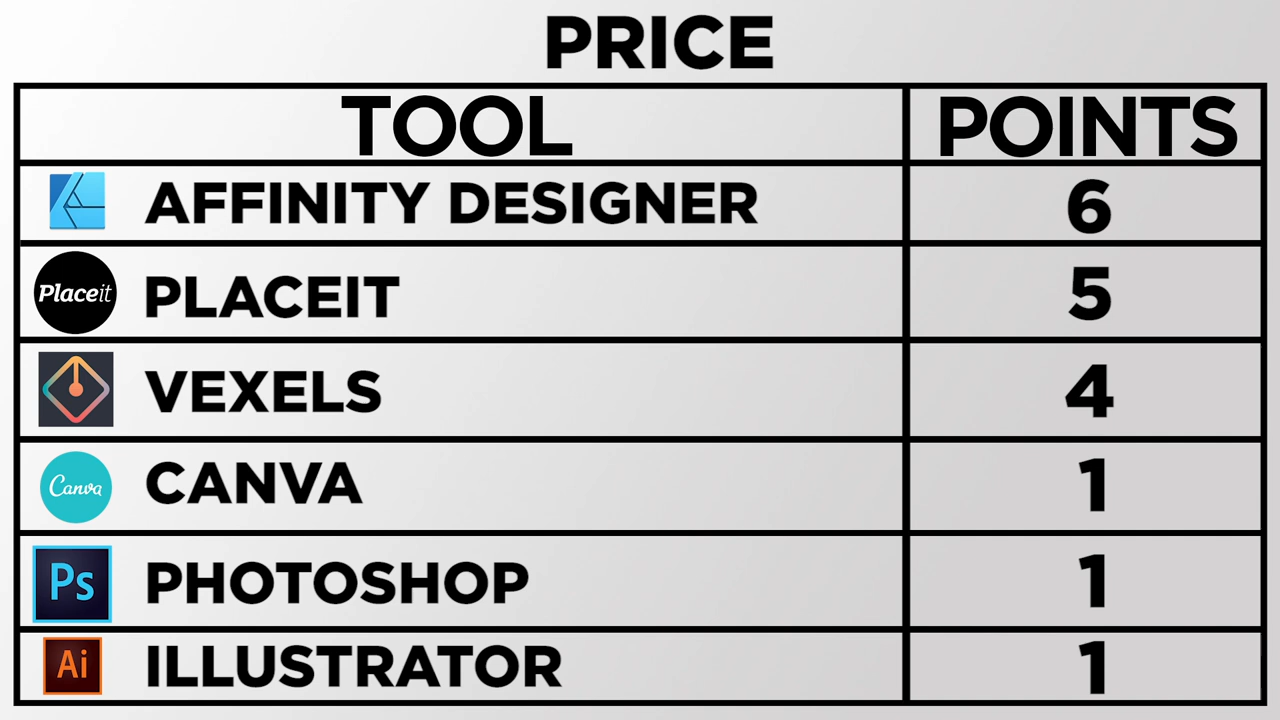 PRICE
TOOL POINTS
AFFINITY DESIGNER 6
Placeit PLACEIT 5
VEXELS 4
Canva CANVA 1
Ps PHOTOSHOP 1
Ai ILLUSTRATOR 1